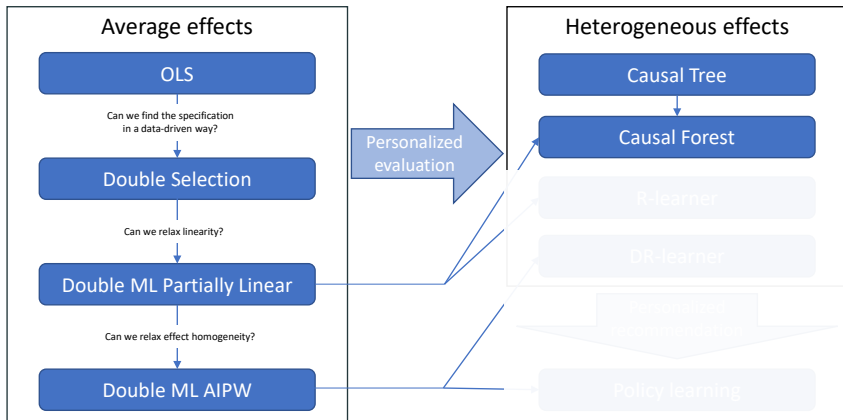 Average effects
OLS
Can we find the specification
in a data-driven way?
Double Selection
Can we relax linearity?
Double ML Partially Linear
Can we relax effect homogeneity?
Double ML AIPW
Personalized
evaluation
Heterogeneous effects
Causal Tree
Causal Forest
R-learner
DR-learner
Personalized
recommendation
Policy learning